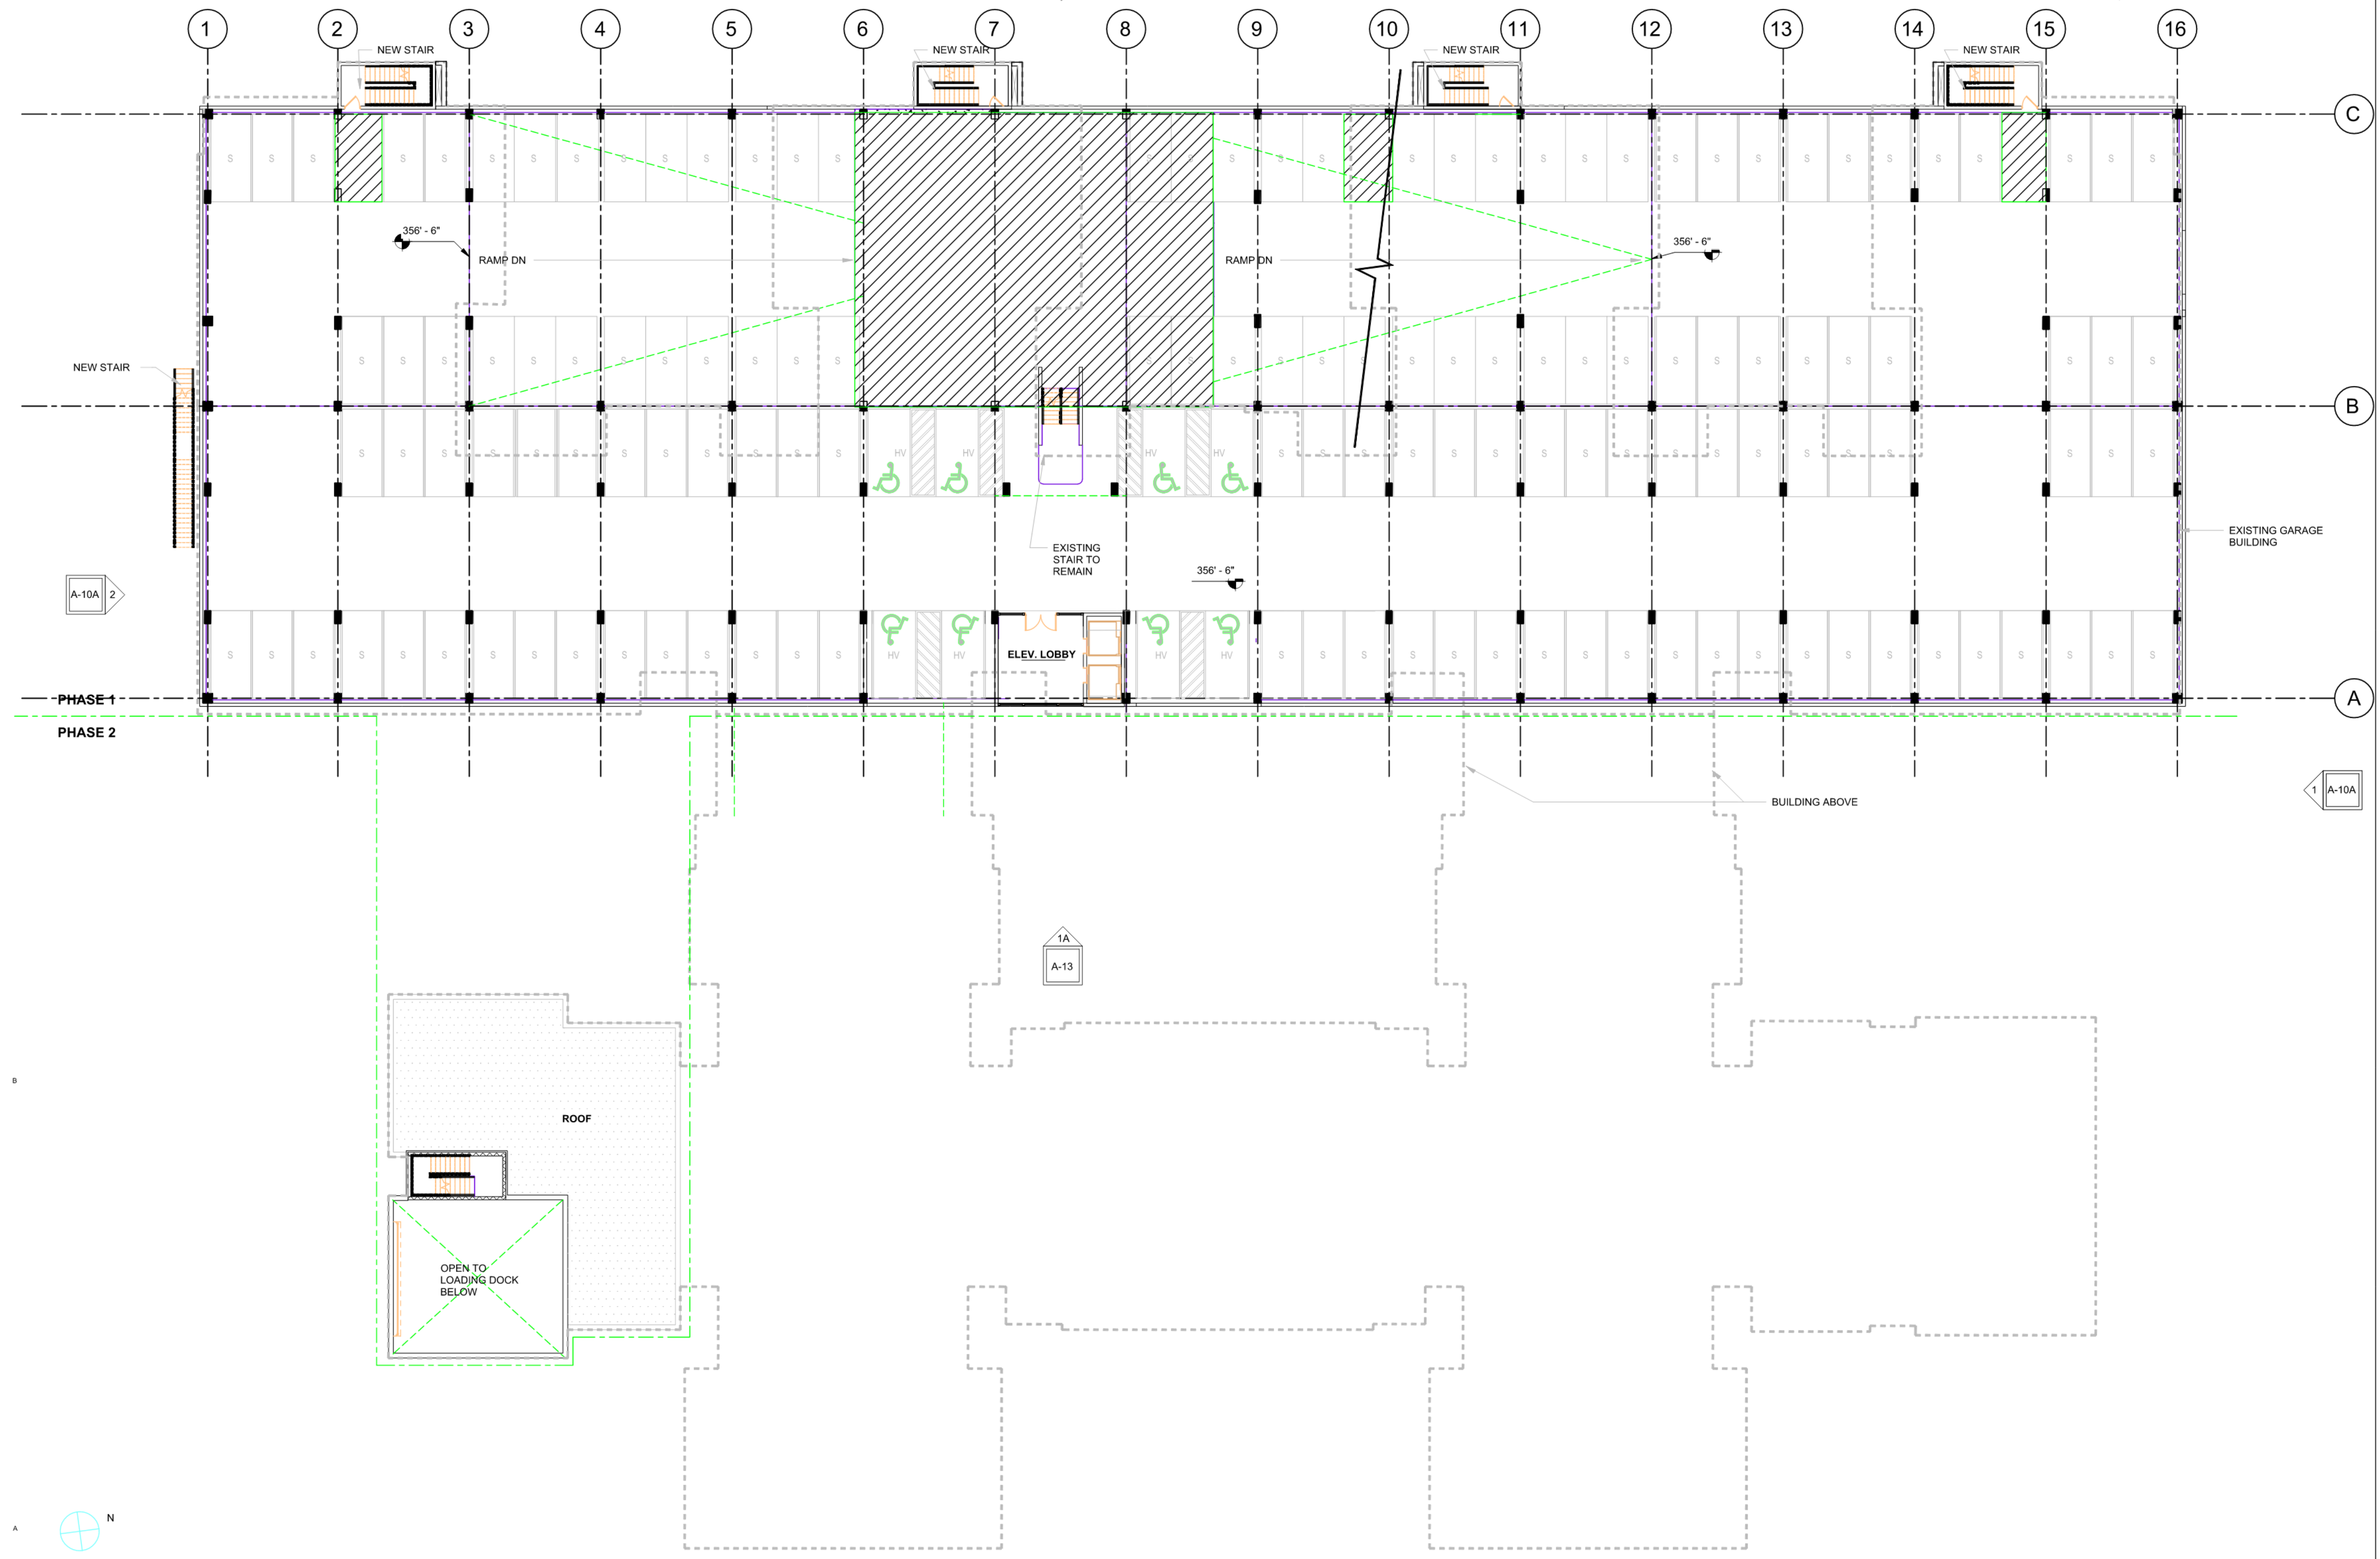 1 2 3 4 5 6 7 8 9 10 11 12 13 14 15 16
NEW STAIR NEW STAIR NEW STAIR NEW STAIR
C
S S S S S S S S S S S S S S S S S S S S S S S S S S S S S S S S S S S S
356' - 6"
356' - 6"
RAMP DN
RAMP DN
S S S S S S S S S S S S S S S S S S S S S S S S S S S S S S S S S S S
NEW STAIR
B
HV HV HV HV
S S S S S S S S S S S S S S S S S S S S S S S S S S S S S S S
EXISTING GARAGE
BUILDING
EXISTING
STAIR TO
REMAIN
356' - 6"
A-10A 2
S S S S S S S S S S S S S S S HV HV
ELEV. LOBBY
HV HV S S S S S S S S S S S S S S S S S S S S S S
PHASE 1
A
PHASE 2
1 A-10A
BUILDING ABOVE
1A
A-13
B
ROOF
OPEN TO
LOADING DOCK
BELOW
N
A